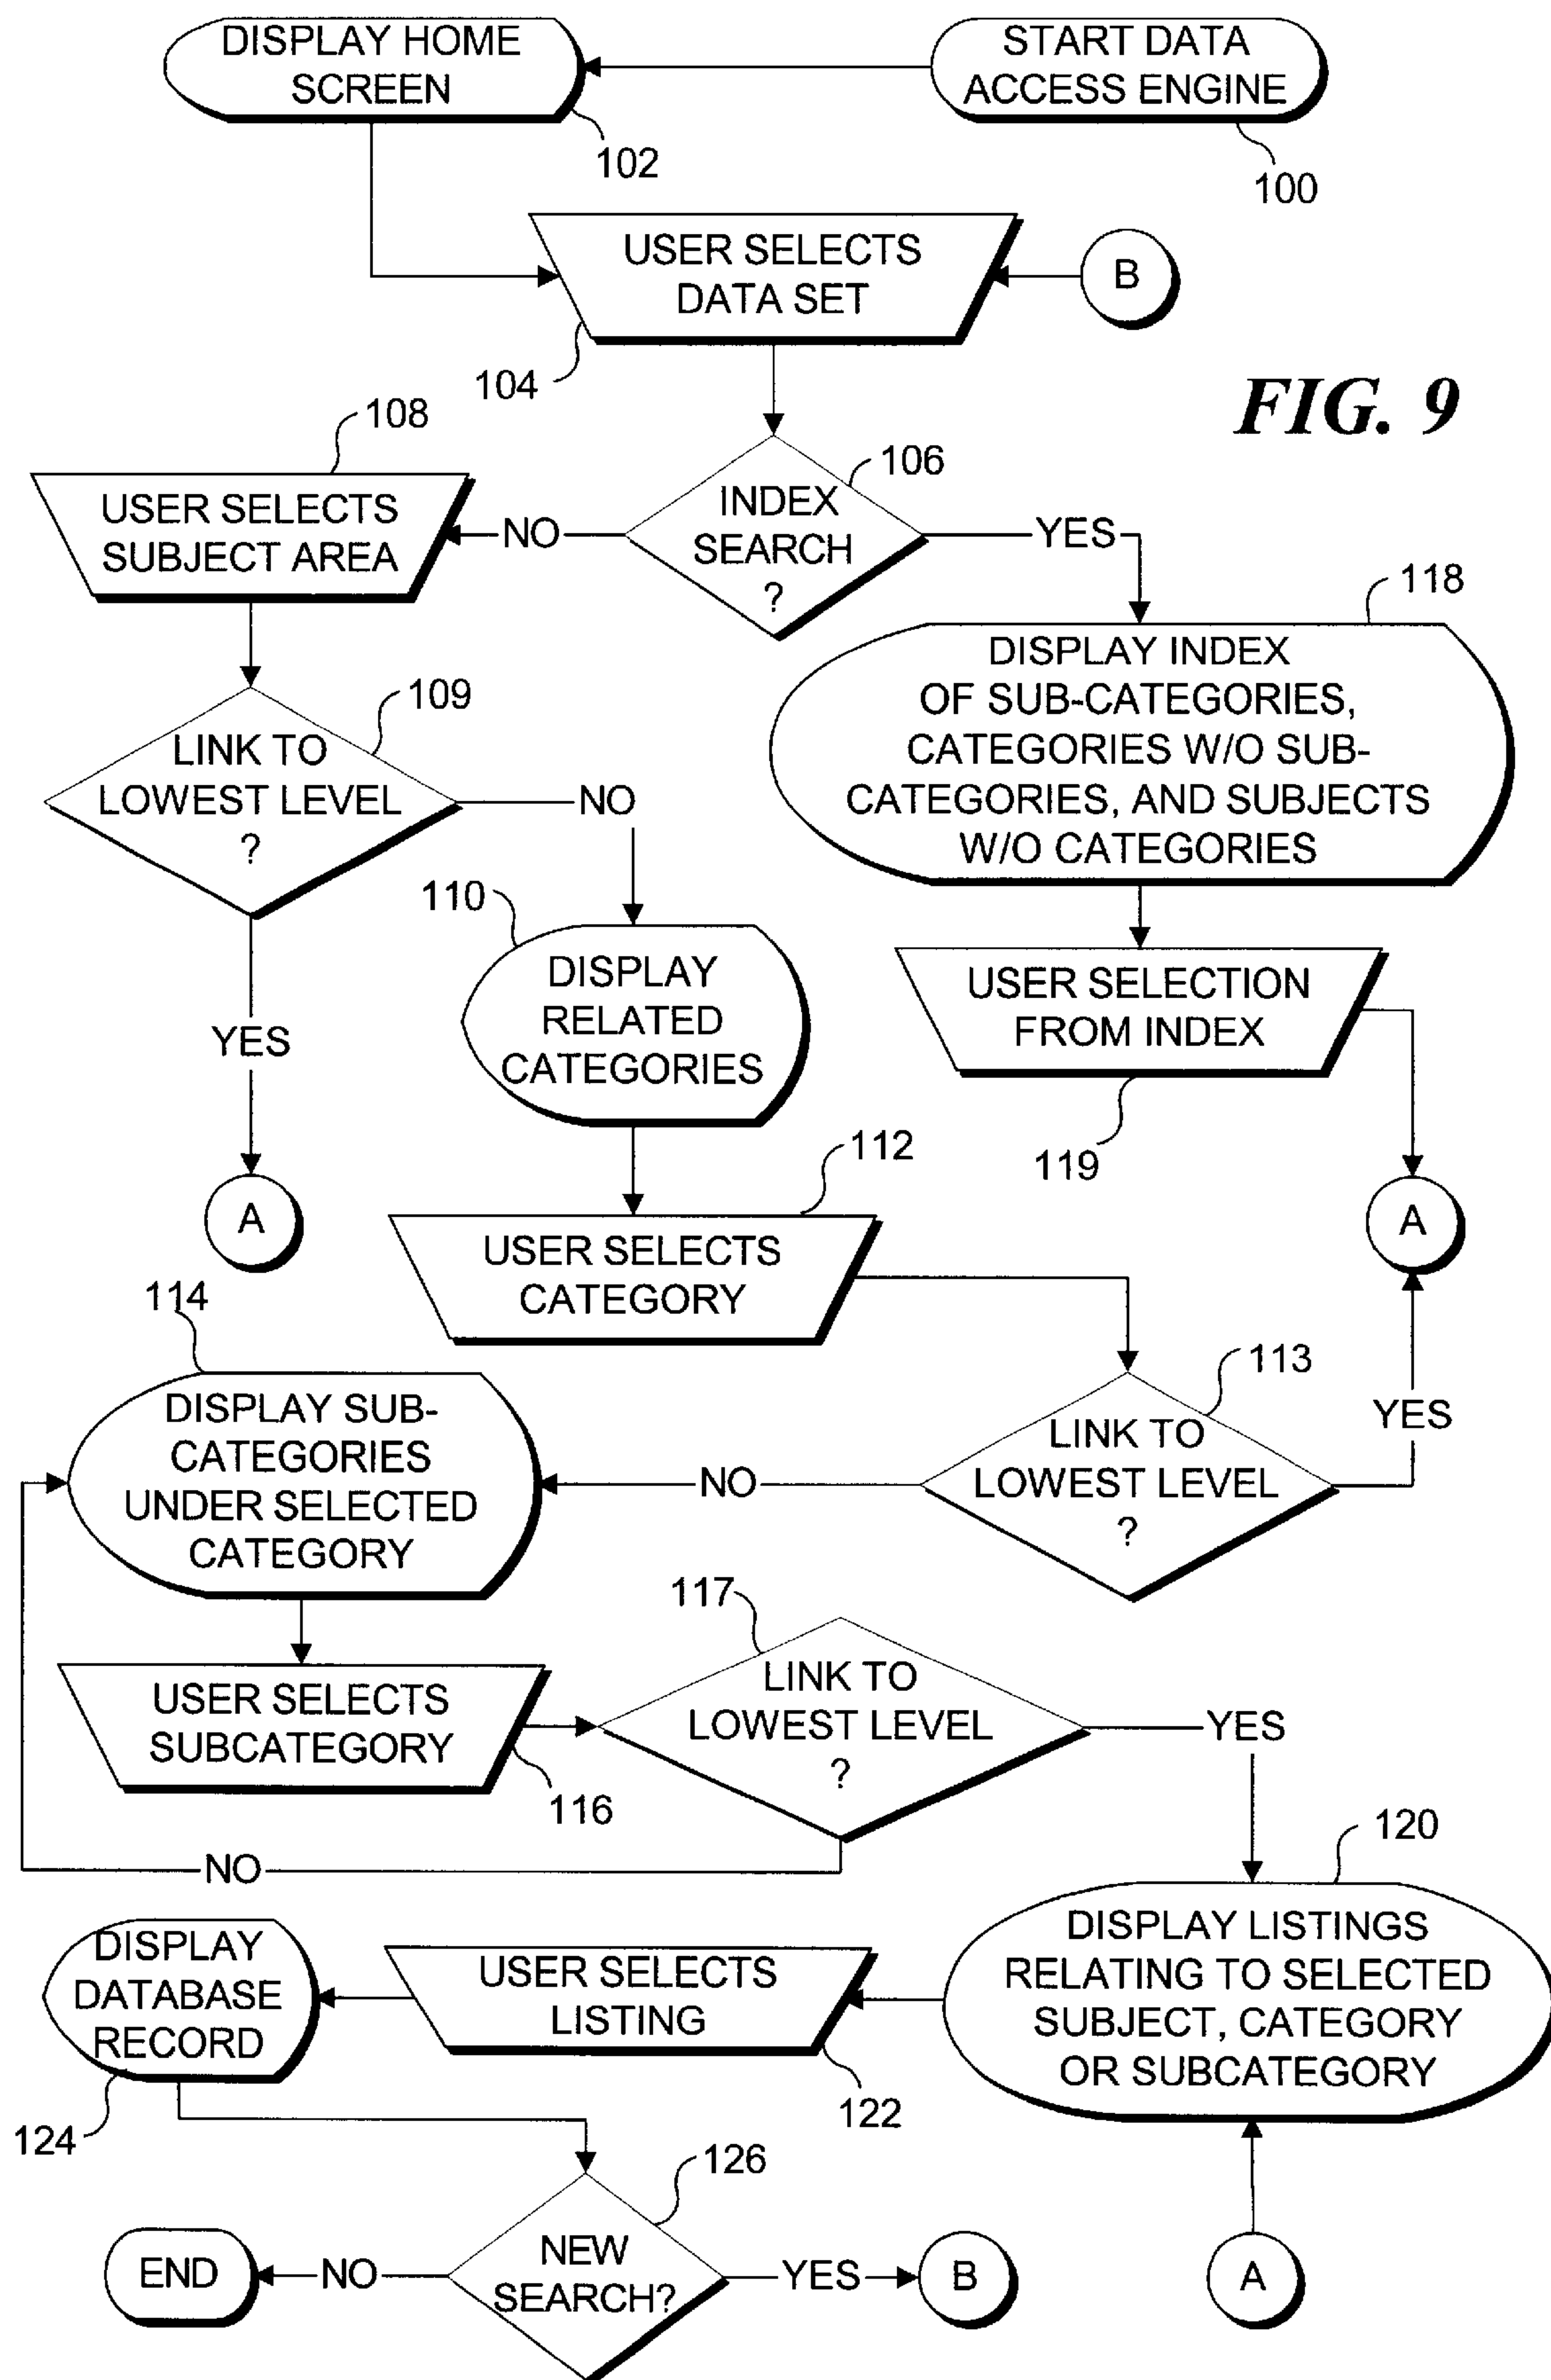 DISPLAY HOME
SCREEN
102
START DATA
ACCESS ENGINE
100
USER SELECTS
DATA SET
104
B
FIG. 9
108
USER SELECTS
SUBJECT AREA
NO
106
INDEX
SEARCH
?
YES
118
DISPLAY INDEX
OF SUB-CATEGORIES,
CATEGORIES W/O SUB-
CATEGORIES, AND SUBJECTS
W/O CATEGORIES
109
LINK TO
LOWEST LEVEL
?
NO
YES
A
110
DISPLAY
RELATED
CATEGORIES
USER SELECTION
FROM INDEX
119
A
112
USER SELECTS
CATEGORY
113
LINK TO
LOWEST LEVEL
?
YES
NO
114
DISPLAY SUB-
CATEGORIES
UNDER SELECTED
CATEGORY
USER SELECTS
SUBCATEGORY
116
117
LINK TO
LOWEST LEVEL
?
YES
NO
120
DISPLAY LISTINGS
RELATING TO SELECTED
SUBJECT, CATEGORY
OR SUBCATEGORY
USER SELECTS
LISTING
122
DISPLAY
DATABASE
RECORD
124
126
NEW
SEARCH?
NO
END
YES
B
A